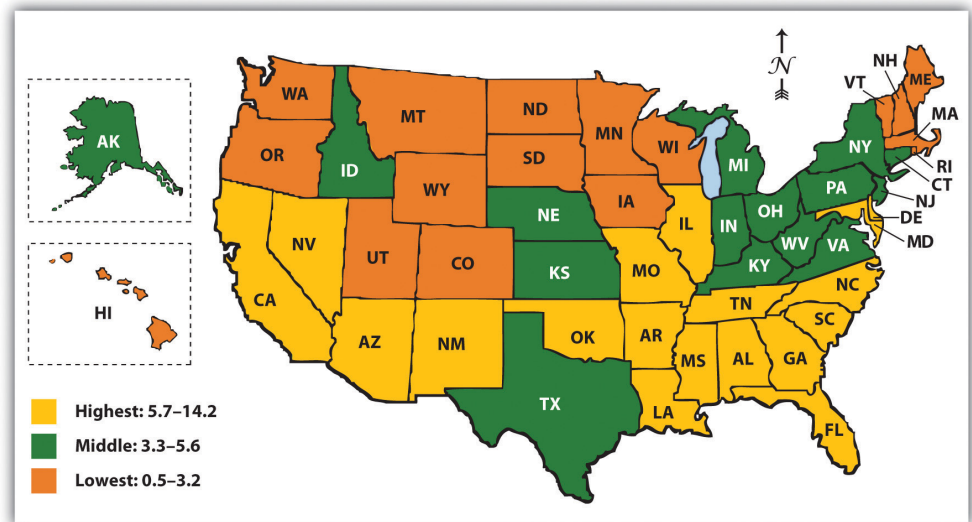 N
NH
VT
ME
WA
MT
ND
MN
MA
AK
OR
ID
SD
WI
MI
NY
RI
WY
CT
IA
PA
NJ
NE
IL
IN
OH
DE
NV
UT
CO
WV
VA
MD
KS
MO
KY
CA
NC
HI
TN
AZ
NM
OK
AR
SC
MS
AL
GA
TX
LA
FL
Highest: 5.7–14.2
Middle: 3.3–5.6
Lowest: 0.5–3.2